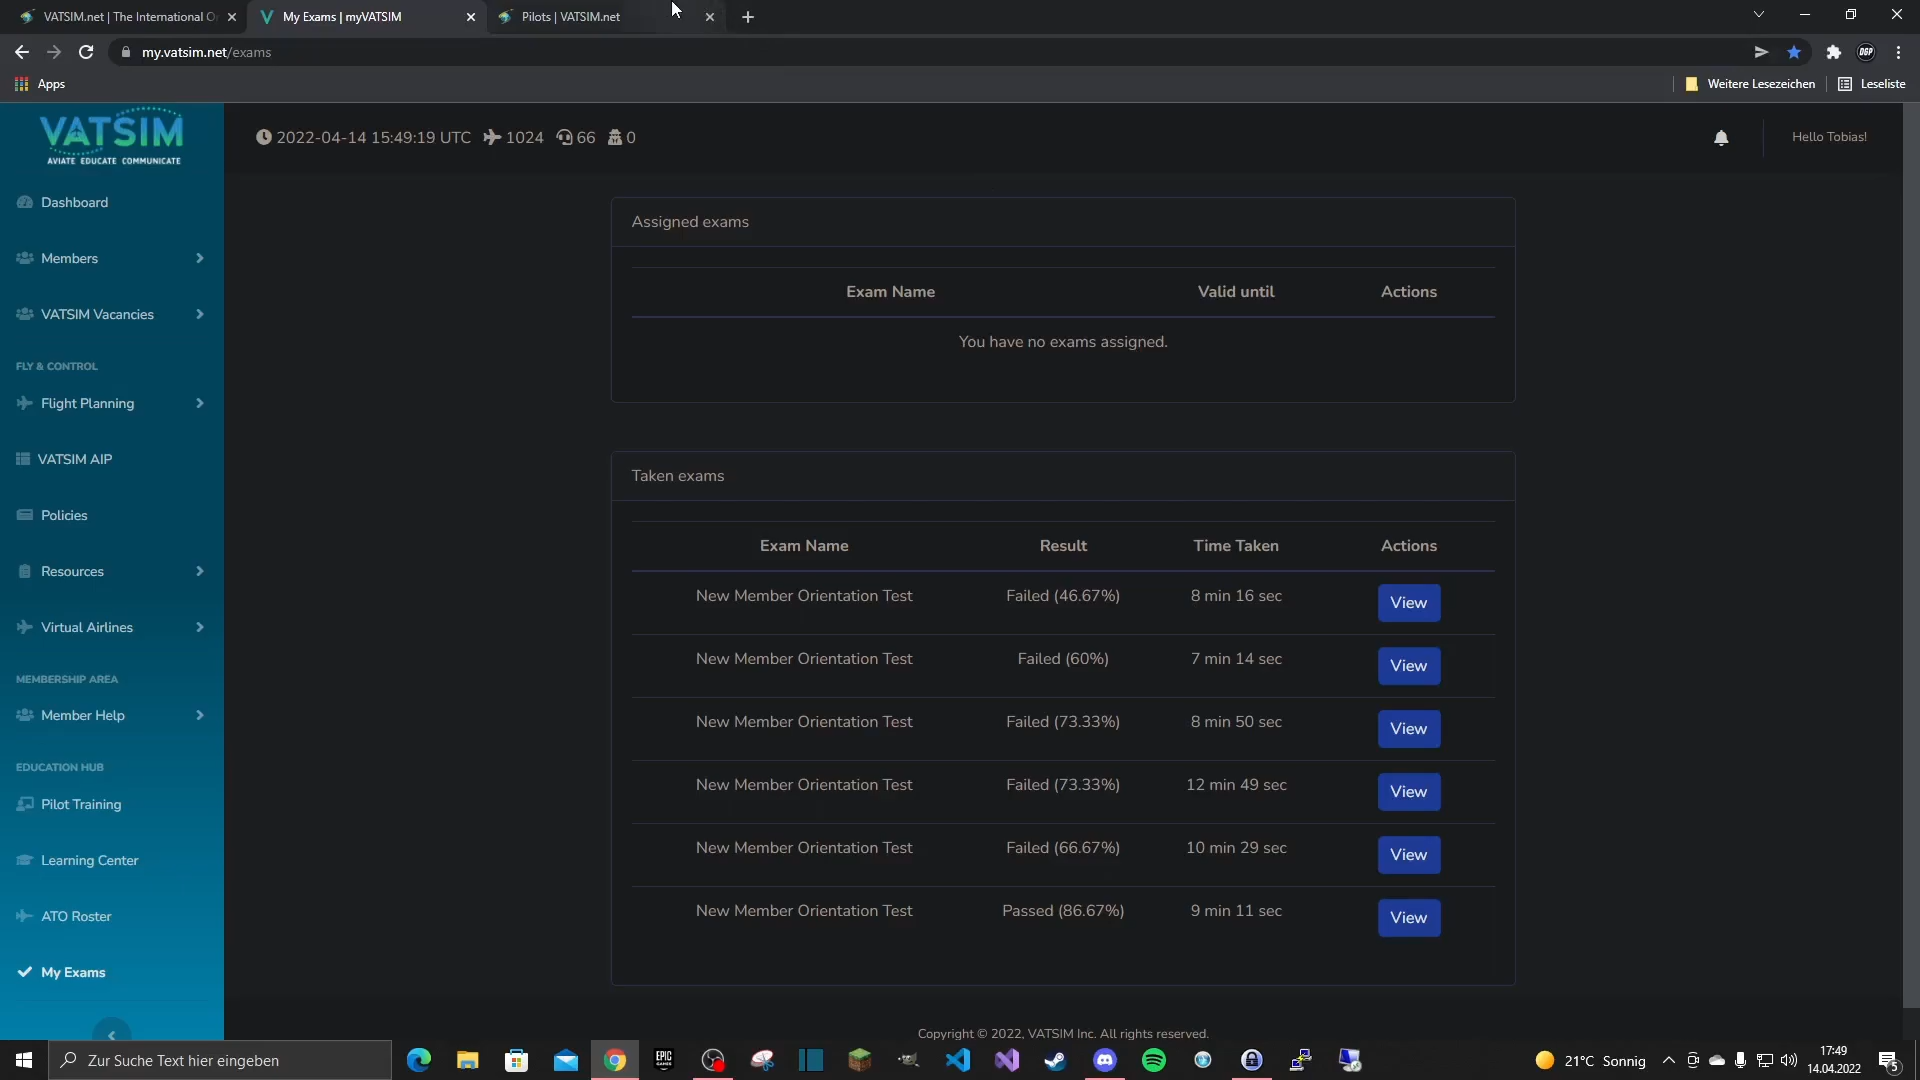 VATSIM.net | The International O
My Exams | myVATSIM
Pilots | VATSIM.net
my.vatsim.net/exams
DGP
Apps
Weitere Lesezeichen
Leseliste
VATSIM
AVIATE EDUCATE COMMUNICATE
2022-04-14 15:49:19 UTC 1024 66 0
Hello Tobias!
Dashboard
Members
VATSIM Vacancies
FLY & CONTROL
Flight Planning
VATSIM AIP
Policies
Resources
Virtual Airlines
MEMBERSHIP AREA
Member Help
EDUCATION HUB
Pilot Training
Learning Center
ATO Roster
My Exams
Assigned exams
Exam Name Valid until Actions
You have no exams assigned.
Taken exams
Exam Name Result Time Taken Actions
New Member Orientation Test Failed (46.67%) 8 min 16 sec View
New Member Orientation Test Failed (60%) 7 min 14 sec View
New Member Orientation Test Failed (73.33%) 8 min 50 sec View
New Member Orientation Test Failed (73.33%) 12 min 49 sec View
New Member Orientation Test Failed (66.67%) 10 min 29 sec View
New Member Orientation Test Passed (86.67%) 9 min 11 sec View
Copyright © 2022, VATSIM Inc. All rights reserved.
Zur Suche Text hier eingeben
EPIC
GAMES
21°C Sonnig
17:49
14.04.2022
5